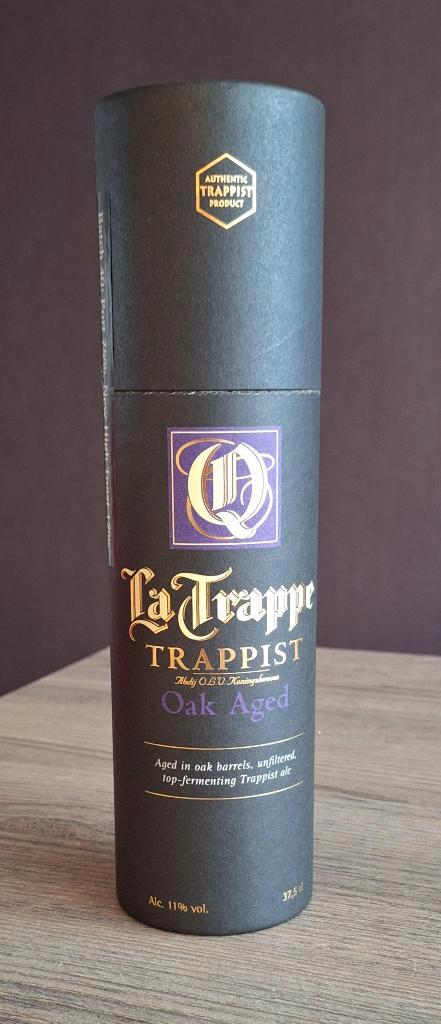 AUTHENTIC
TRAPPIST
PRODUCT
Q
La Trappe
TRAPPIST
Abdij O.L.V. Koningshoeven
Oak Aged
Aged in oak barrels, unfiltered,
top-fermenting Trappist ale
Alc. 11% vol.
37,5 cl
Batch